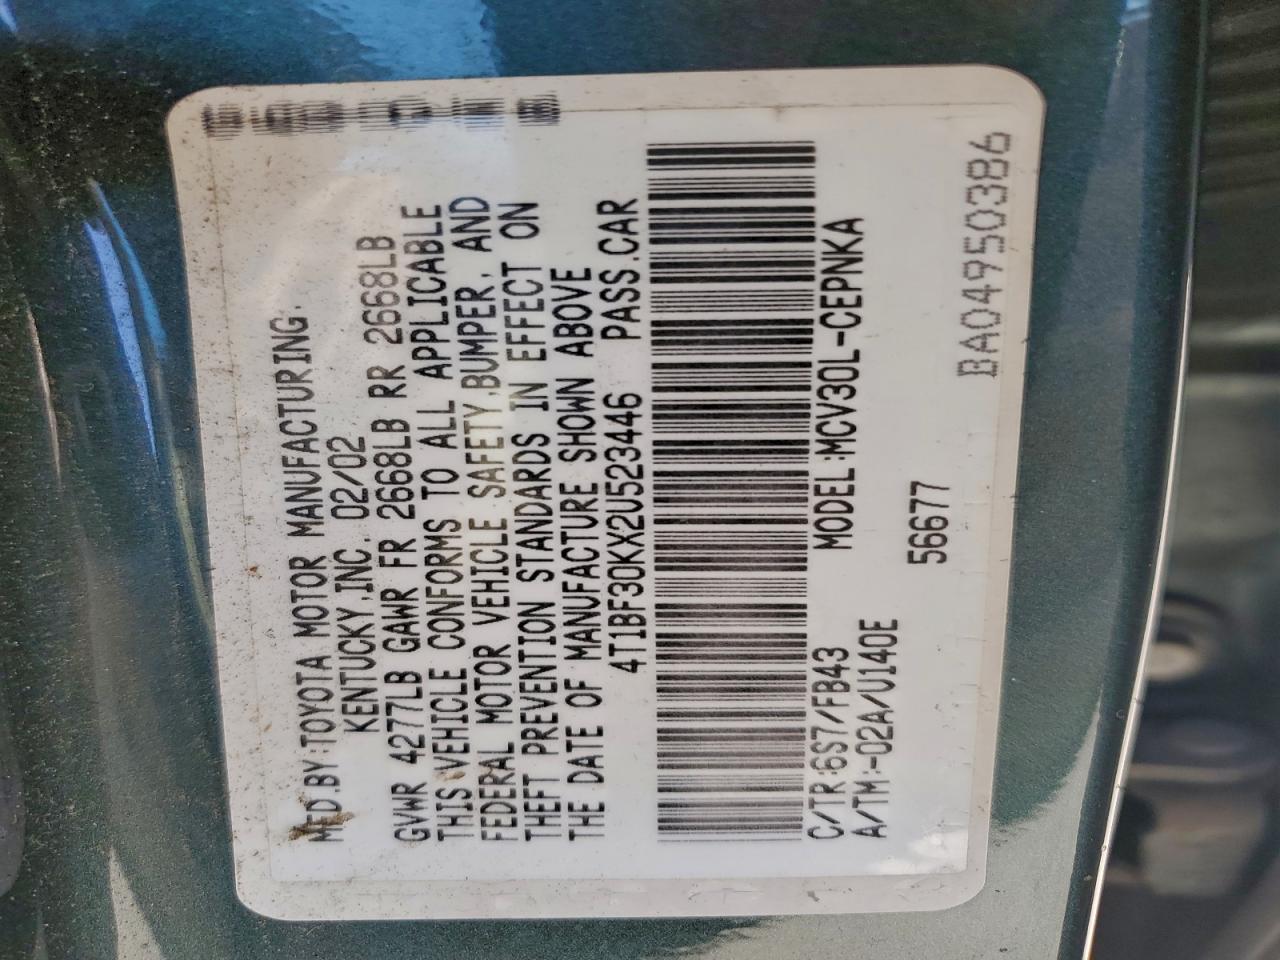 MFD.BY:TOYOTA MOTOR MANUFACTURING.
KENTUCKY,INC. 02/02
GVWR 4277LB GAWR FR 2668LB RR 2668LB
THIS VEHICLE CONFORMS TO ALL APPLICABLE
FEDERAL MOTOR VEHICLE SAFETY,BUMPER, AND
THEFT PREVENTION STANDARDS IN EFFECT ON
THE DATE OF MANUFACTURE SHOWN ABOVE
4T1BF30KX2U523446 PASS.CAR
C/TR:6S7/FB43 MODEL:MCV30L-CEPNKA
A/TM:-02A/U140E
56677
BA04950386